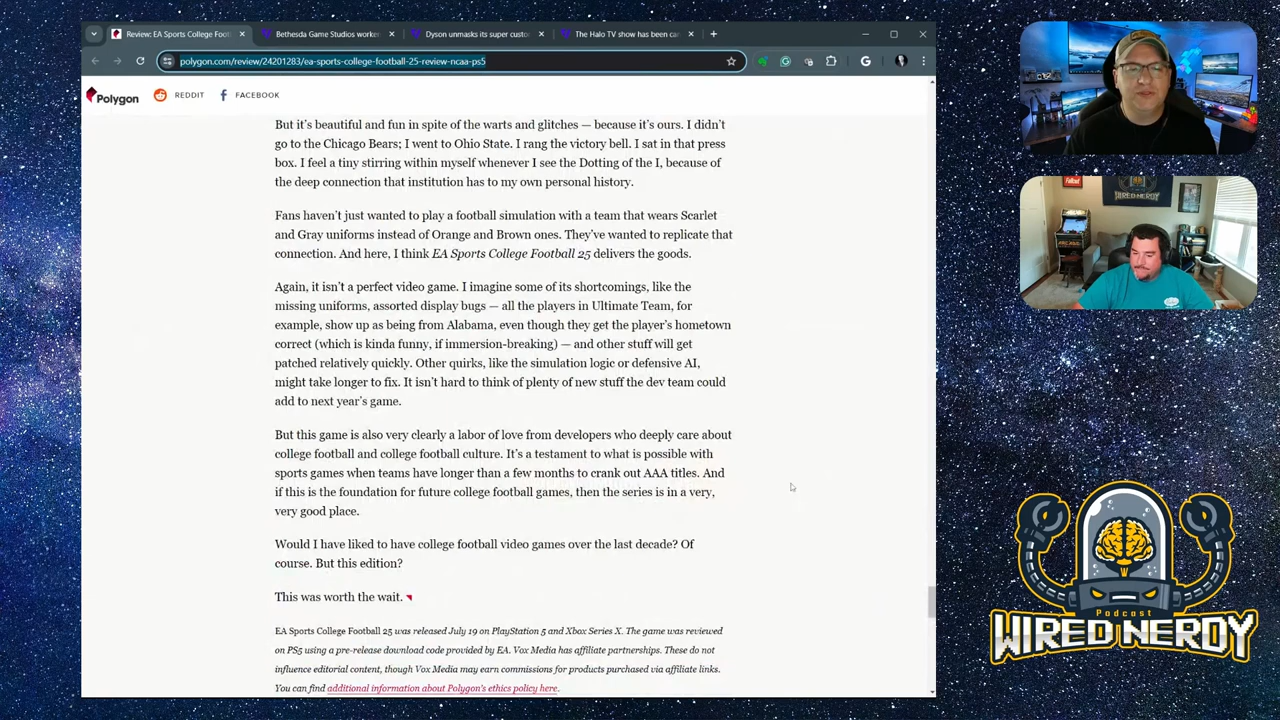 Review: EA Sports College Foot
Bethesda Game Studios worker
Dyson unmasks its super custo
The Halo TV show has been can
polygon.com/review/24201283/ea-sports-college-football-25-review-ncaa-ps5
Polygon
REDDIT
FACEBOOK
But it's beautiful and fun in spite of the warts and glitches — because it's ours. I didn't
go to the Chicago Bears; I went to Ohio State. I rang the victory bell. I sat in that press
box. I feel a tiny stirring within myself whenever I see the Dotting of the I, because of
the deep connection that institution has to my own personal history.
Fans haven't just wanted to play a football simulation with a team that wears Scarlet
and Gray uniforms instead of Orange and Brown ones. They've wanted to replicate that
connection. And here, I think EA Sports College Football 25 delivers the goods.
Again, it isn't a perfect video game. I imagine some of its shortcomings, like the
missing uniforms, assorted display bugs — all the players in Ultimate Team, for
example, show up as being from Alabama, even though they get the player's hometown
correct (which is kinda funny, if immersion-breaking) — and other stuff will get
patched relatively quickly. Other quirks, like the simulation logic or defensive AI,
might take longer to fix. It isn't hard to think of plenty of new stuff the dev team could
add to next year's game.
But this game is also very clearly a labor of love from developers who deeply care about
college football and college football culture. It's a testament to what is possible with
sports games when teams have longer than a few months to crank out AAA titles. And
if this is the foundation for future college football games, then the series is in a very,
very good place.
Would I have liked to have college football video games over the last decade? Of
course. But this edition?
This was worth the wait.
EA Sports College Football 25 was released July 19 on PlayStation 5 and Xbox Series X. The game was reviewed
on PS5 using a pre-release download code provided by EA. Vox Media has affiliate partnerships. These do not
influence editorial content, though Vox Media may earn commissions for products purchased via affiliate links.
You can find additional information about Polygon's ethics policy here.
Fallout
Podcast
WIRED NERDY